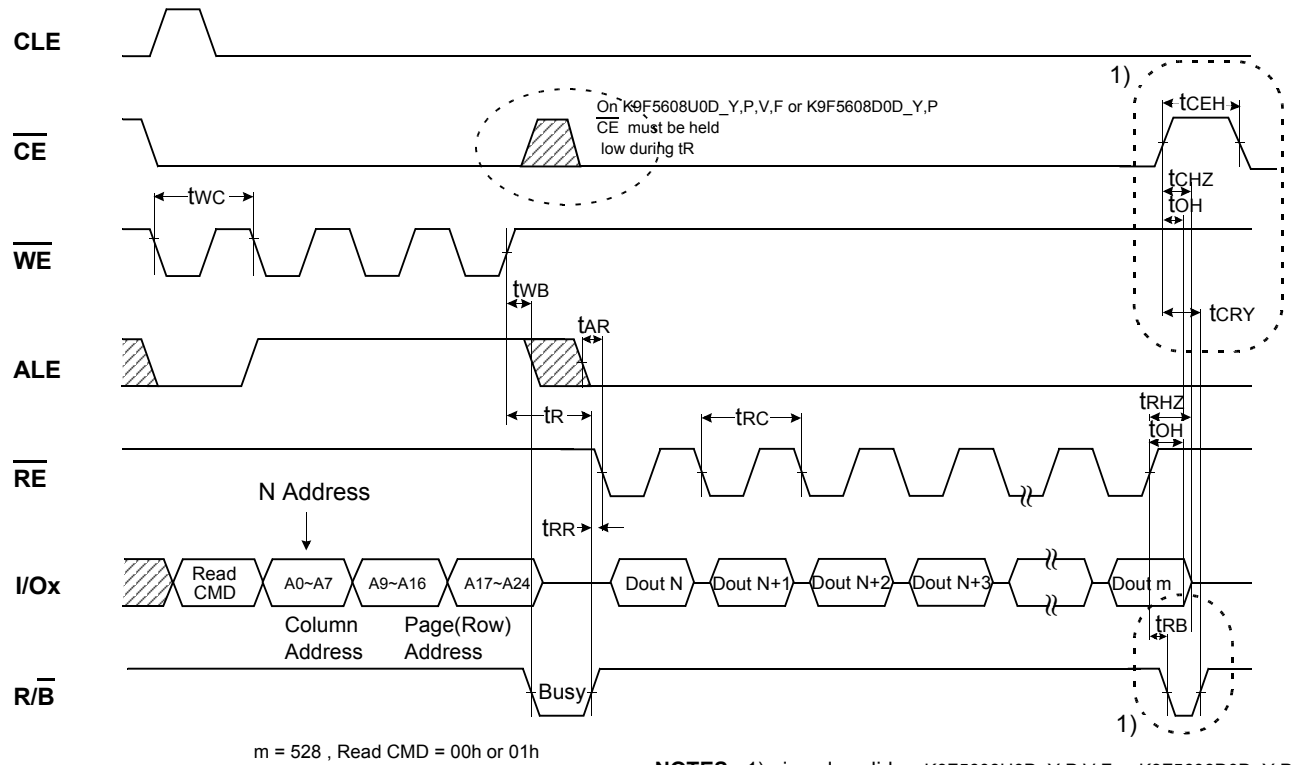 CLE
1)
tCEH
On K9F5608U0D_Y,P,V,F or K9F5608D0D_Y,P
CE must be held
low during tR
CE
tCHZ
tOH
tWC
WE
tWB
tCRY
tAR
ALE
tR
tRC
tRHZ
tOH
RE
N Address
tRR
I/Ox
Read
CMD
A0~A7
A9~A16
A17~A24
Dout N
Dout N+1
Dout N+2
Dout N+3
Dout m
Column
Address
Page(Row)
Address
tRB
R/B
Busy
1)
m = 528 , Read CMD = 00h or 01h